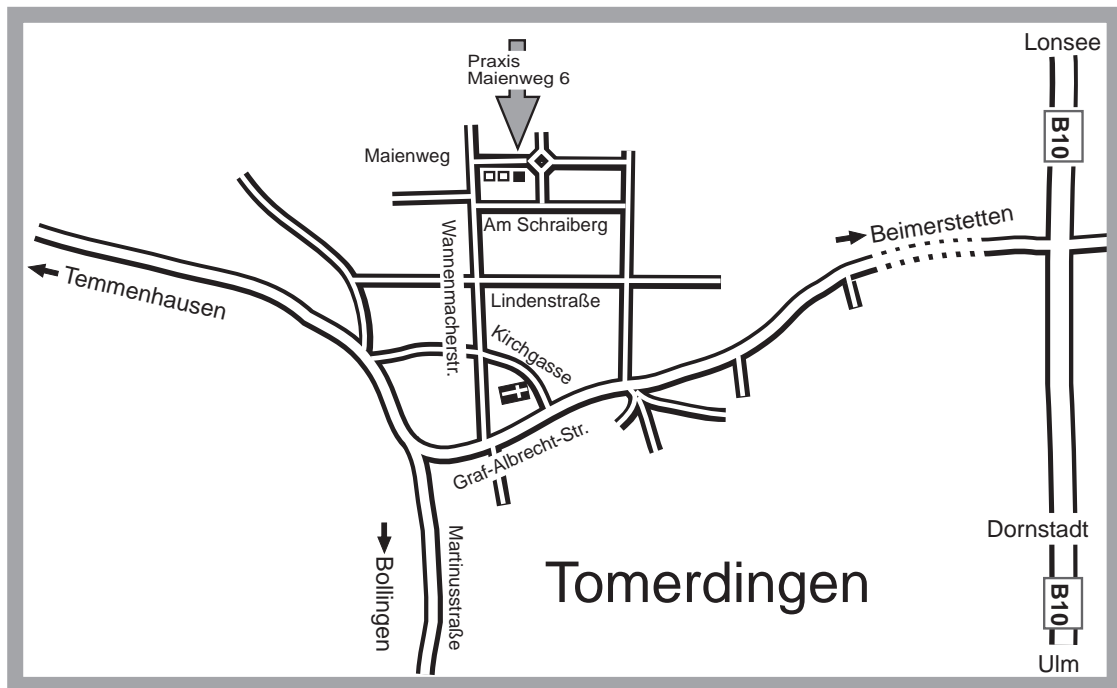 Lonsee
Praxis
Maienweg 6
B10
Maienweg
Am Schraiberg
Beimerstetten
Wannenmacherstr.
Temmenhausen
Lindenstraße
Kirchgasse
Graf-Albrecht-Str.
Dornstadt
Martinusstraße
Bollingen
Tomerdingen
B10
Ulm